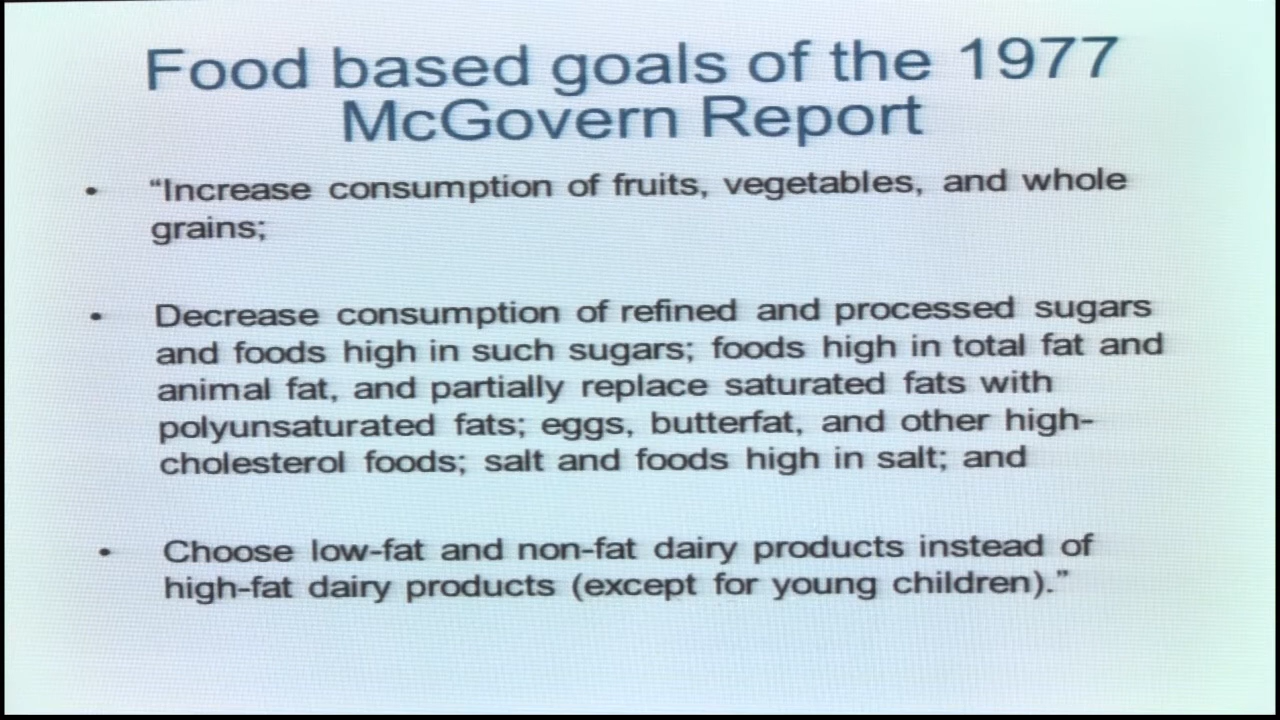 Food based goals of the 1977
McGovern Report
• “Increase consumption of fruits, vegetables, and whole
grains;
• Decrease consumption of refined and processed sugars
and foods high in such sugars; foods high in total fat and
animal fat, and partially replace saturated fats with
polyunsaturated fats; eggs, butterfat, and other high-
cholesterol foods; salt and foods high in salt; and
• Choose low-fat and non-fat dairy products instead of
high-fat dairy products (except for young children).”